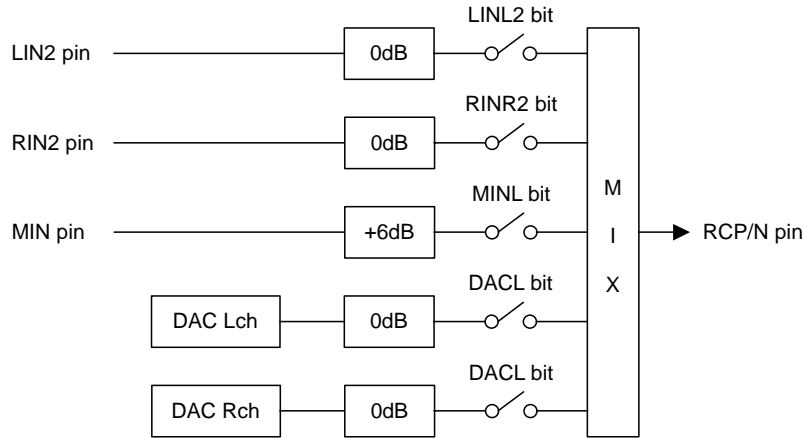 LINL2 bit
LIN2 pin
0dB
RINR2 bit
RIN2 pin
0dB
MINL bit
MIN pin
+6dB
M
I
X
RCP/N pin
DACL bit
DAC Lch
0dB
DACL bit
DAC Rch
0dB